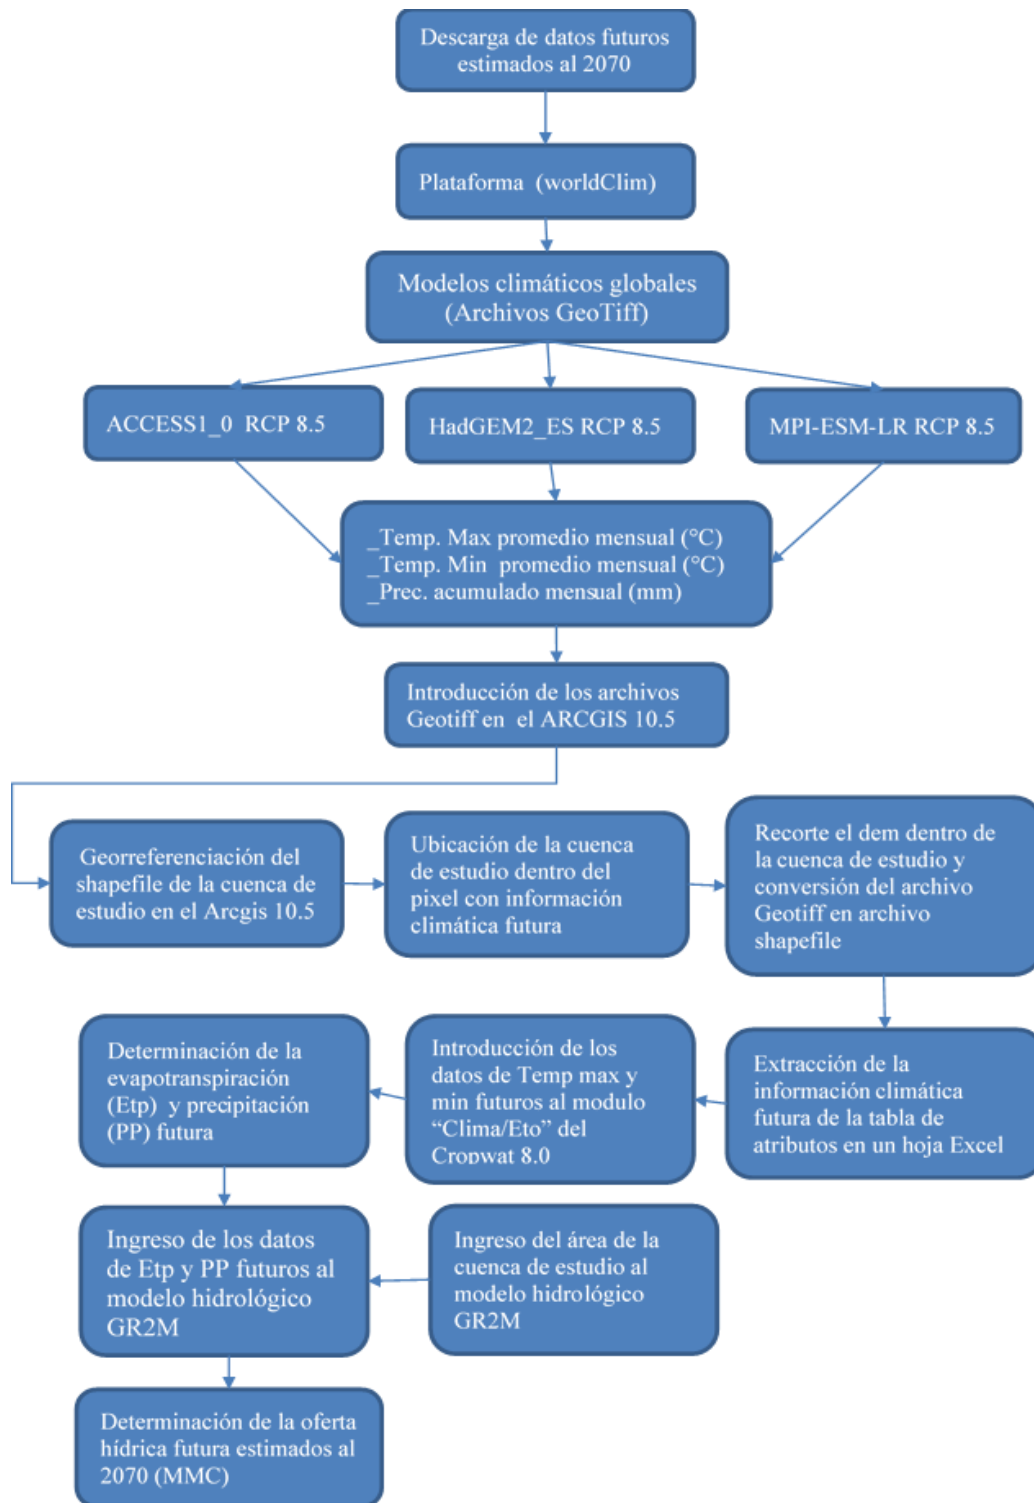 Descarga de datos futuros
estimados al 2070
Plataforma (worldClim)
Modelos climáticos globales
(Archivos GeoTiff)
ACCESS1_0 RCP 8.5
HadGEM2_ES RCP 8.5
MPI-ESM-LR RCP 8.5
_Temp. Max promedio mensual (°C)
_Temp. Min promedio mensual (°C)
_Prec. acumulado mensual (mm)
Introducción de los archivos
Geotiff en el ARCGIS 10.5
Georreferenciación del
shapefile de la cuenca de
estudio en el Arcgis 10.5
Ubicación de la cuenca
de estudio dentro del
pixel con información
climática futura
Recorte el dem dentro de
la cuenca de estudio y
conversión del archivo
Geotiff en archivo
shapefile
Extracción de la
información climática
futura de la tabla de
atributos en un hoja Excel
Introducción de los
datos de Temp max y
min futuros al modulo
“Clima/Eto” del
Cropwat 8.0
Determinación de la
evapotranspiración
(Etp) y precipitación
(PP) futura
Ingreso de los datos
de Etp y PP futuros al
modelo hidrológico
GR2M
Ingreso del área de la
cuenca de estudio al
modelo hidrológico
GR2M
Determinación de la oferta
hídrica futura estimados al
2070 (MMC)